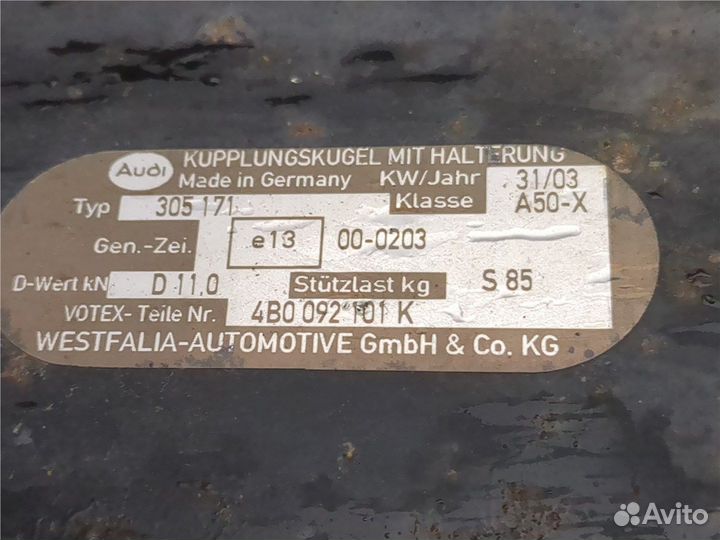 Audi KUPPLUNGSKUGEL MIT HALTERUNG
Made in Germany KW/Jahr 31/03
Typ 305 171 Klasse A50-X
Gen.-Zei. e13 00-0203
D-Wert kN D 11,0 Stützlast kg S 85
VOTEX- Teile Nr. 4B0 092 101 K
WESTFALIA-AUTOMOTIVE GmbH & Co. KG
Avito